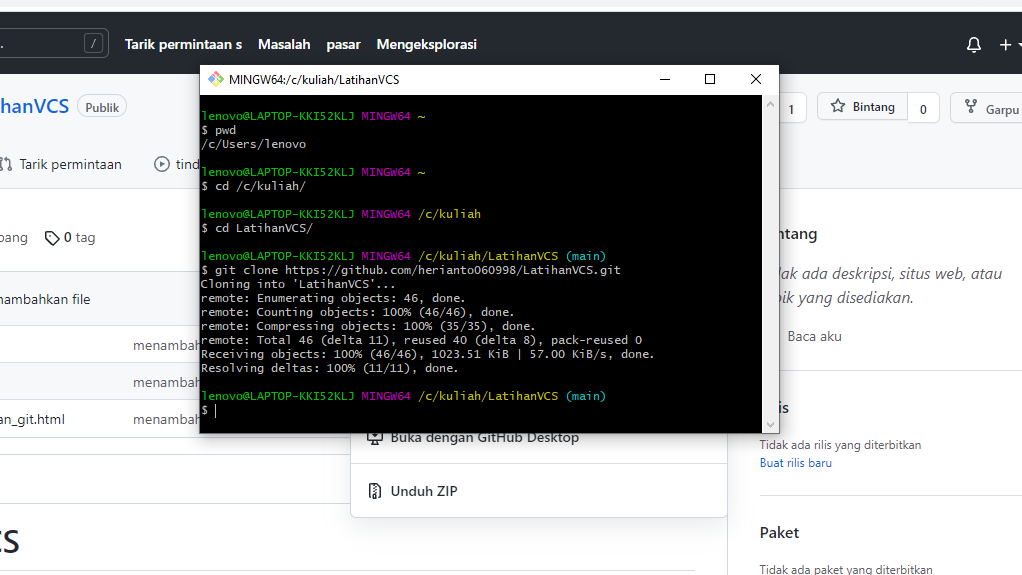 /
Tarik permintaan s
Masalah
pasar
Mengeksplorasi
MINGW64:/c/kuliah/LatihanVCS
hanVCS
Publik
1
Bintang
0
Garpu
Tarik permintaan
tind
lenovo@LAPTOP-KKI52KLJ MINGW64 ~
$ pwd
/c/Users/lenovo
lenovo@LAPTOP-KKI52KLJ MINGW64 ~
$ cd /c/kuliah/
lenovo@LAPTOP-KKI52KLJ MINGW64 /c/kuliah
$ cd LatihanVCS/
lenovo@LAPTOP-KKI52KLJ MINGW64 /c/kuliah/LatihanVCS (main)
$ git clone https://github.com/herianto060998/LatihanVCS.git
Cloning into 'LatihanVCS'...
remote: Enumerating objects: 46, done.
remote: Counting objects: 100% (46/46), done.
remote: Compressing objects: 100% (35/35), done.
remote: Total 46 (delta 11), reused 40 (delta 8), pack-reused 0
Receiving objects: 100% (46/46), 1023.51 KiB | 57.00 KiB/s, done.
Resolving deltas: 100% (11/11), done.
lenovo@LAPTOP-KKI52KLJ MINGW64 /c/kuliah/LatihanVCS (main)
$
bang
0 tag
nambahkan file
menambah
menambah
an_git.html
menambah
Buka dengan GitHub Desktop
Unduh ZIP
CS
ntang
dak ada deskripsi, situs web, atau
pik yang disediakan.
Baca aku
is
Tidak ada rilis yang diterbitkan
Buat rilis baru
Paket
Tidak ada paket yang diterbitkan